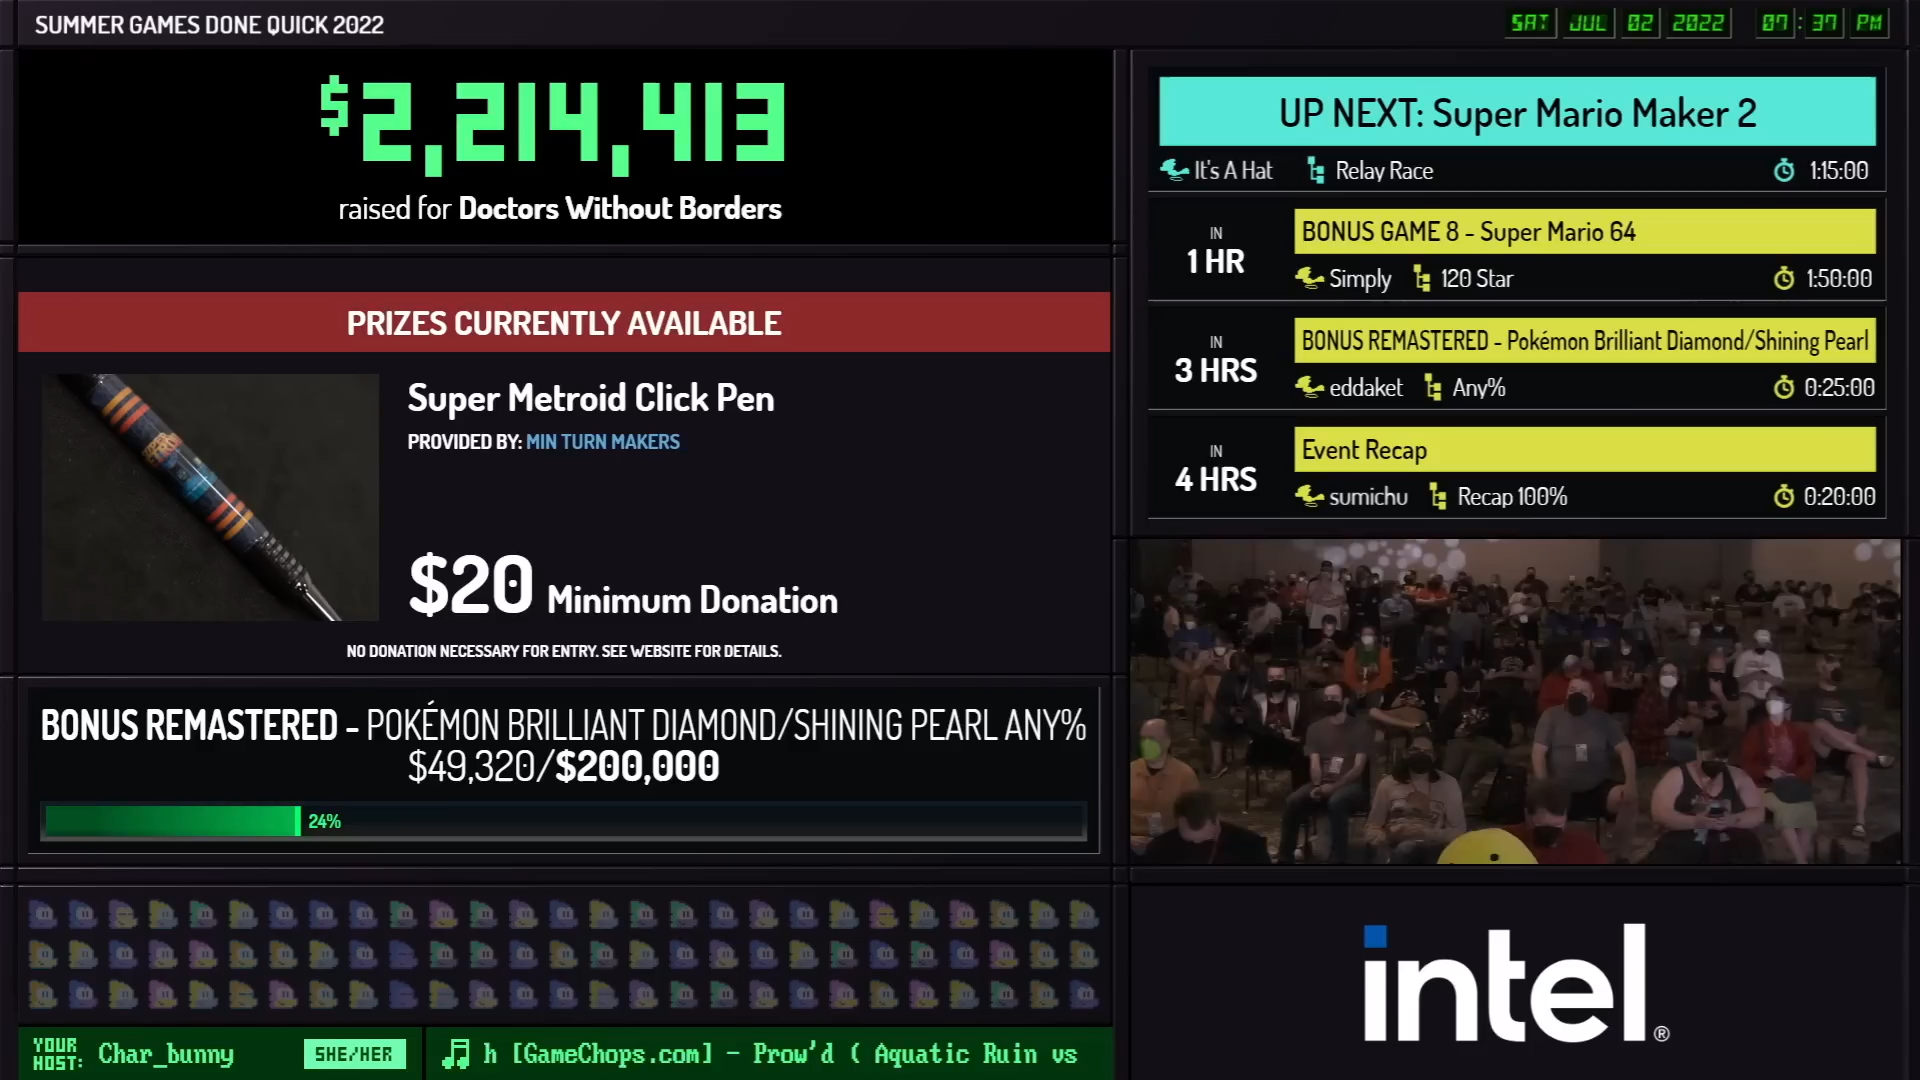 SUMMER GAMES DONE QUICK 2022
SAT JUL 02 2022 07:37 PM
$2,214,413
raised for Doctors Without Borders
PRIZES CURRENTLY AVAILABLE
Super Metroid Click Pen
PROVIDED BY: MIN TURN MAKERS
$20 Minimum Donation
NO DONATION NECESSARY FOR ENTRY. SEE WEBSITE FOR DETAILS.
BONUS REMASTERED - POKÉMON BRILLIANT DIAMOND/SHINING PEARL ANY%
$49,320/$200,000
24%
YOUR HOST: Char_bunny SHE/HER
h [GameChops.com] - Prow'd ( Aquatic Ruin vs
UP NEXT: Super Mario Maker 2
It's A Hat Relay Race 1:15:00
IN 1 HR
BONUS GAME 8 - Super Mario 64
Simply 120 Star 1:50:00
IN 3 HRS
BONUS REMASTERED - Pokémon Brilliant Diamond/Shining Pearl
eddaket Any% 0:25:00
IN 4 HRS
Event Recap
sumichu Recap 100% 0:20:00
intel®